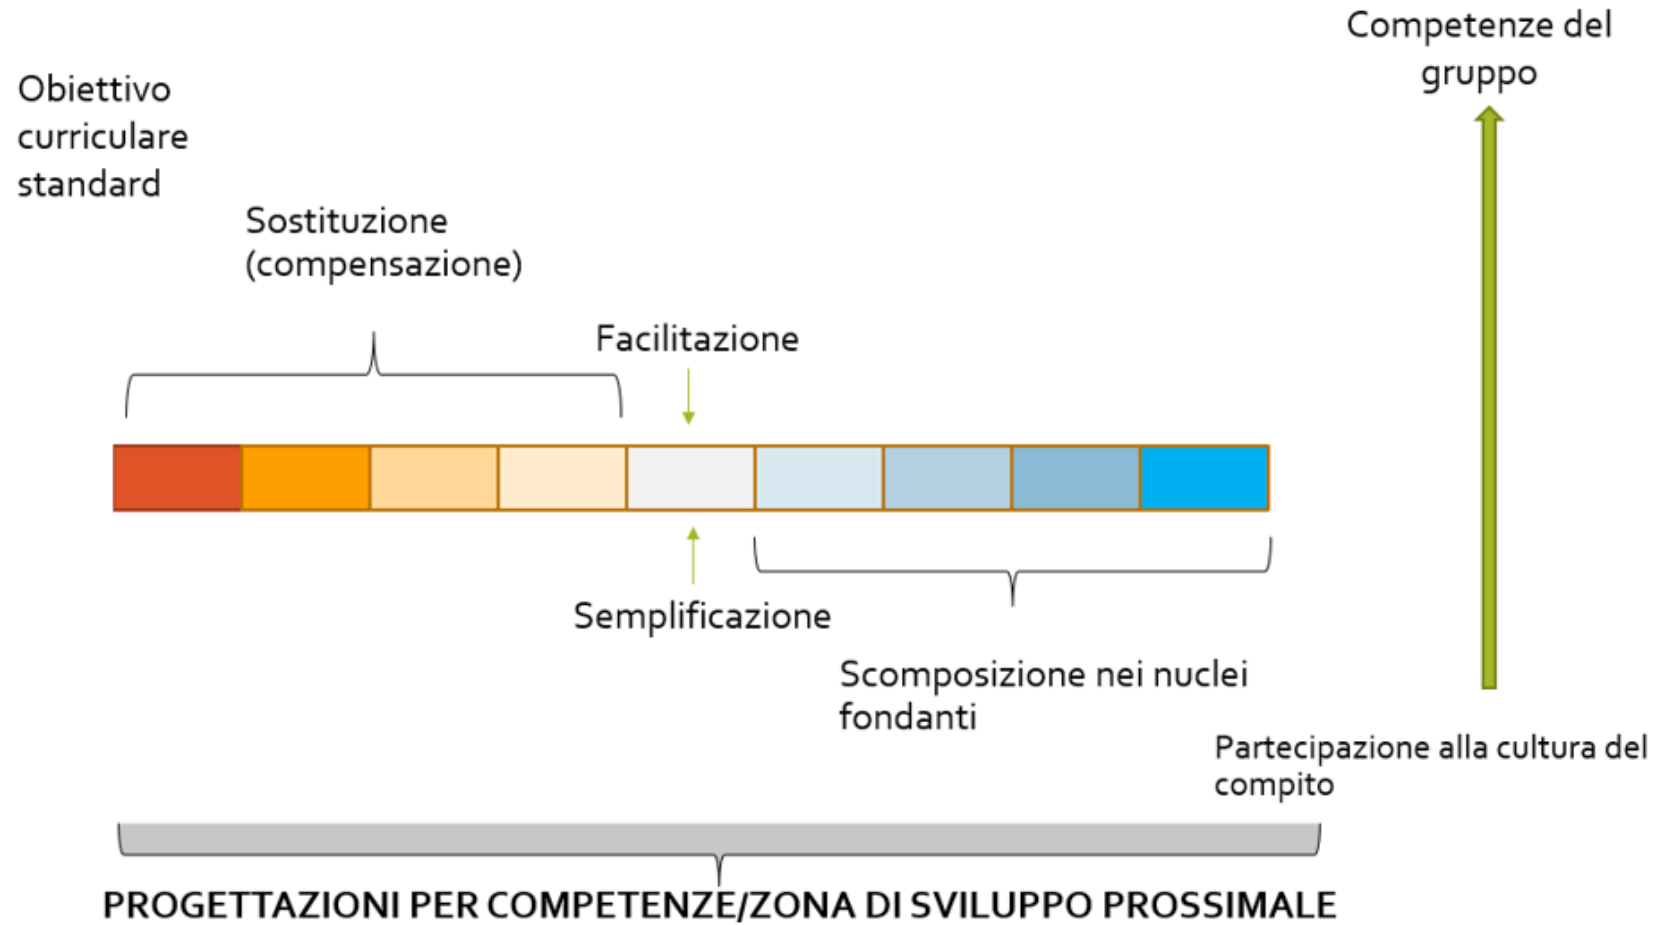 Competenze del
gruppo
Obiettivo
curriculare
standard
Sostituzione
(compensazione)
Facilitazione
Semplificazione
Scomposizione nei nuclei
fondanti
Partecipazione alla cultura del
compito
PROGETTAZIONI PER COMPETENZE/ZONA DI SVILUPPO PROSSIMALE